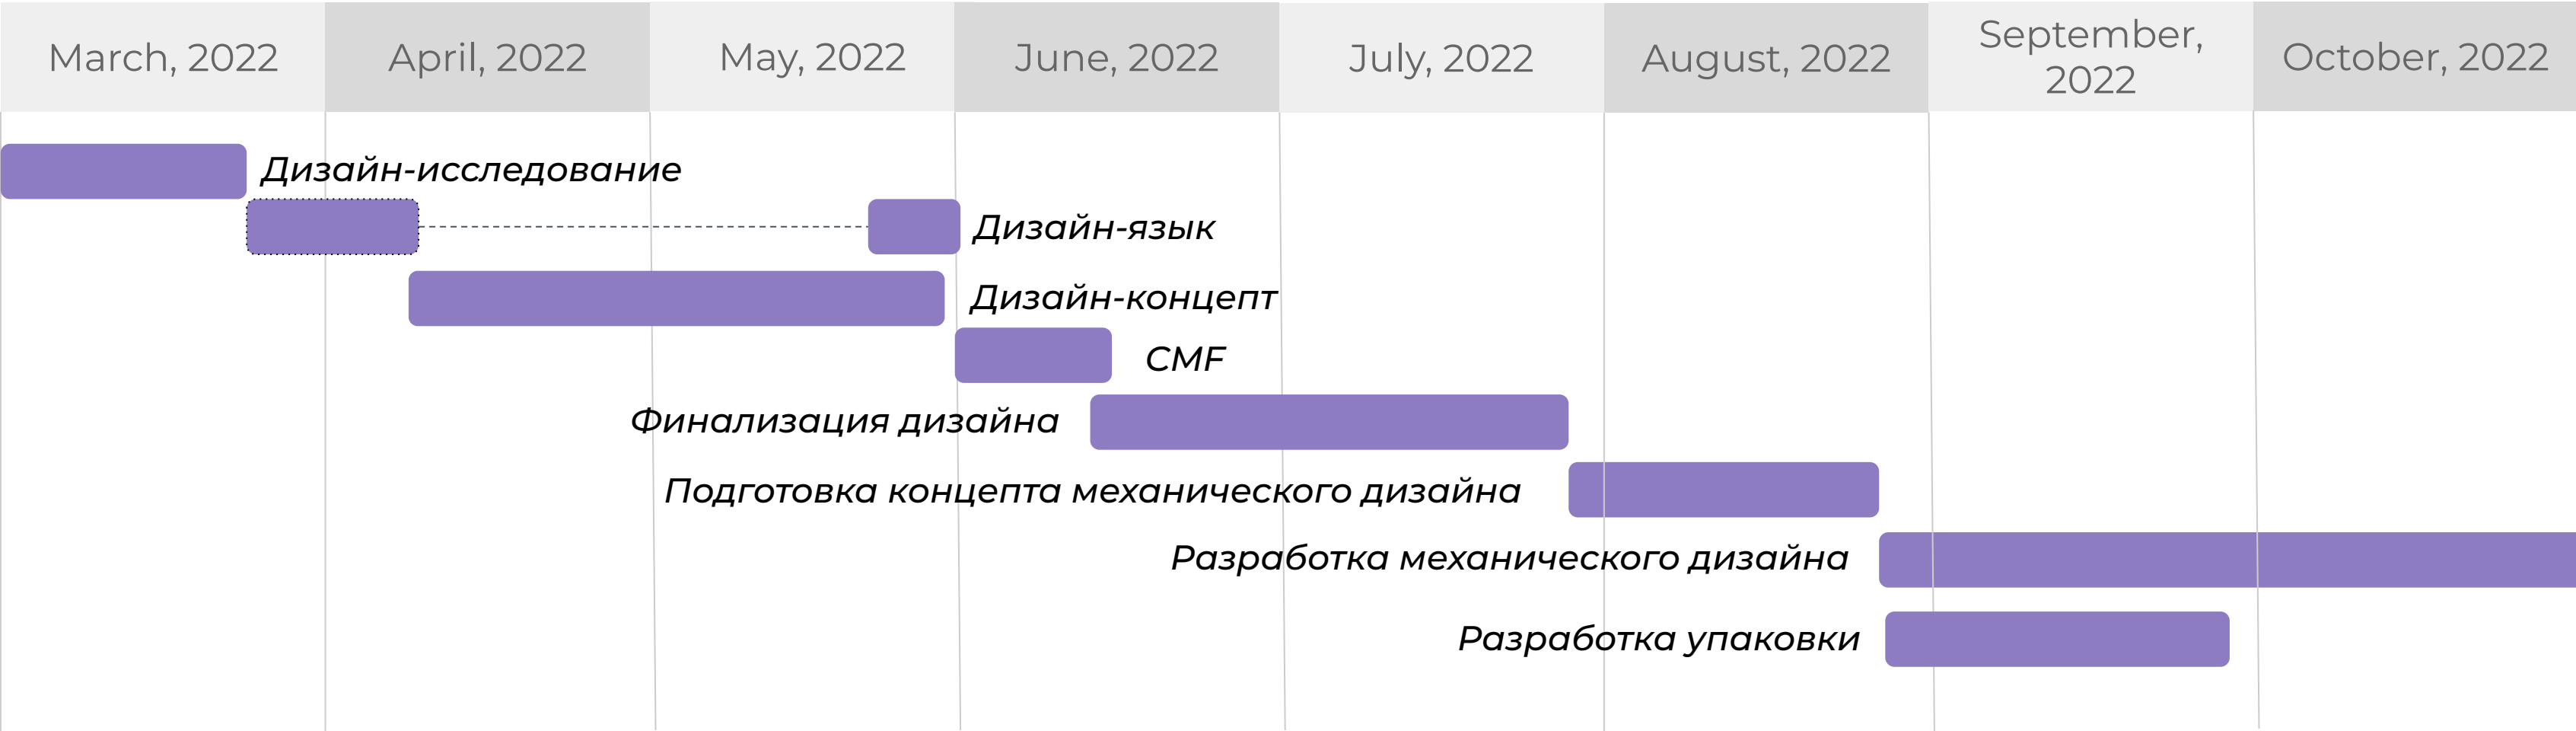 March, 2022
April, 2022
May, 2022
June, 2022
July, 2022
August, 2022
September,
2022
October, 2022
Дизайн-исследование
Дизайн-язык
Дизайн-концепт
CMF
Финализация дизайна
Подготовка концепта механического дизайна
Разработка механического дизайна
Разработка упаковки